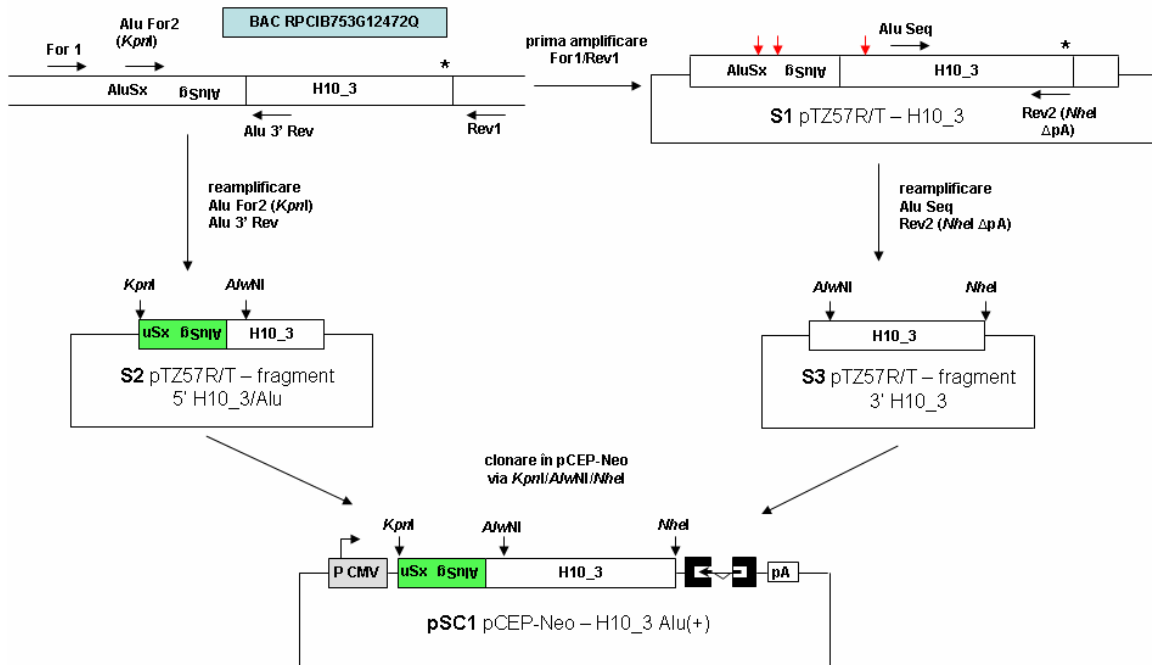 BAC RPCIB753G12472Q
For 1
Alu For2
(KpnI)
*
AluSx
AluSg
H10_3
Alu 3' Rev
Rev1
prima amplificare
For1/Rev1
Alu Seq
*
AluSx
AluSg
H10_3
S1 pTZ57R/T – H10_3
Rev2 (NheI
ΔpA)
reamplificare
Alu For2 (KpnI)
Alu 3' Rev
reamplificare
Alu Seq
Rev2 (NheI ΔpA)
KpnI
AlwNI
uSx
AluSg
H10_3
S2 pTZ57R/T – fragment
5' H10_3/Alu
AlwNI
NheI
H10_3
S3 pTZ57R/T – fragment
3' H10_3
clonare în pCEP-Neo
via KpnI/AlwNI/NheI
KpnI
AlwNI
NheI
P CMV
uSx
AluSg
H10_3
pA
pSC1 pCEP-Neo – H10_3 Alu(+)